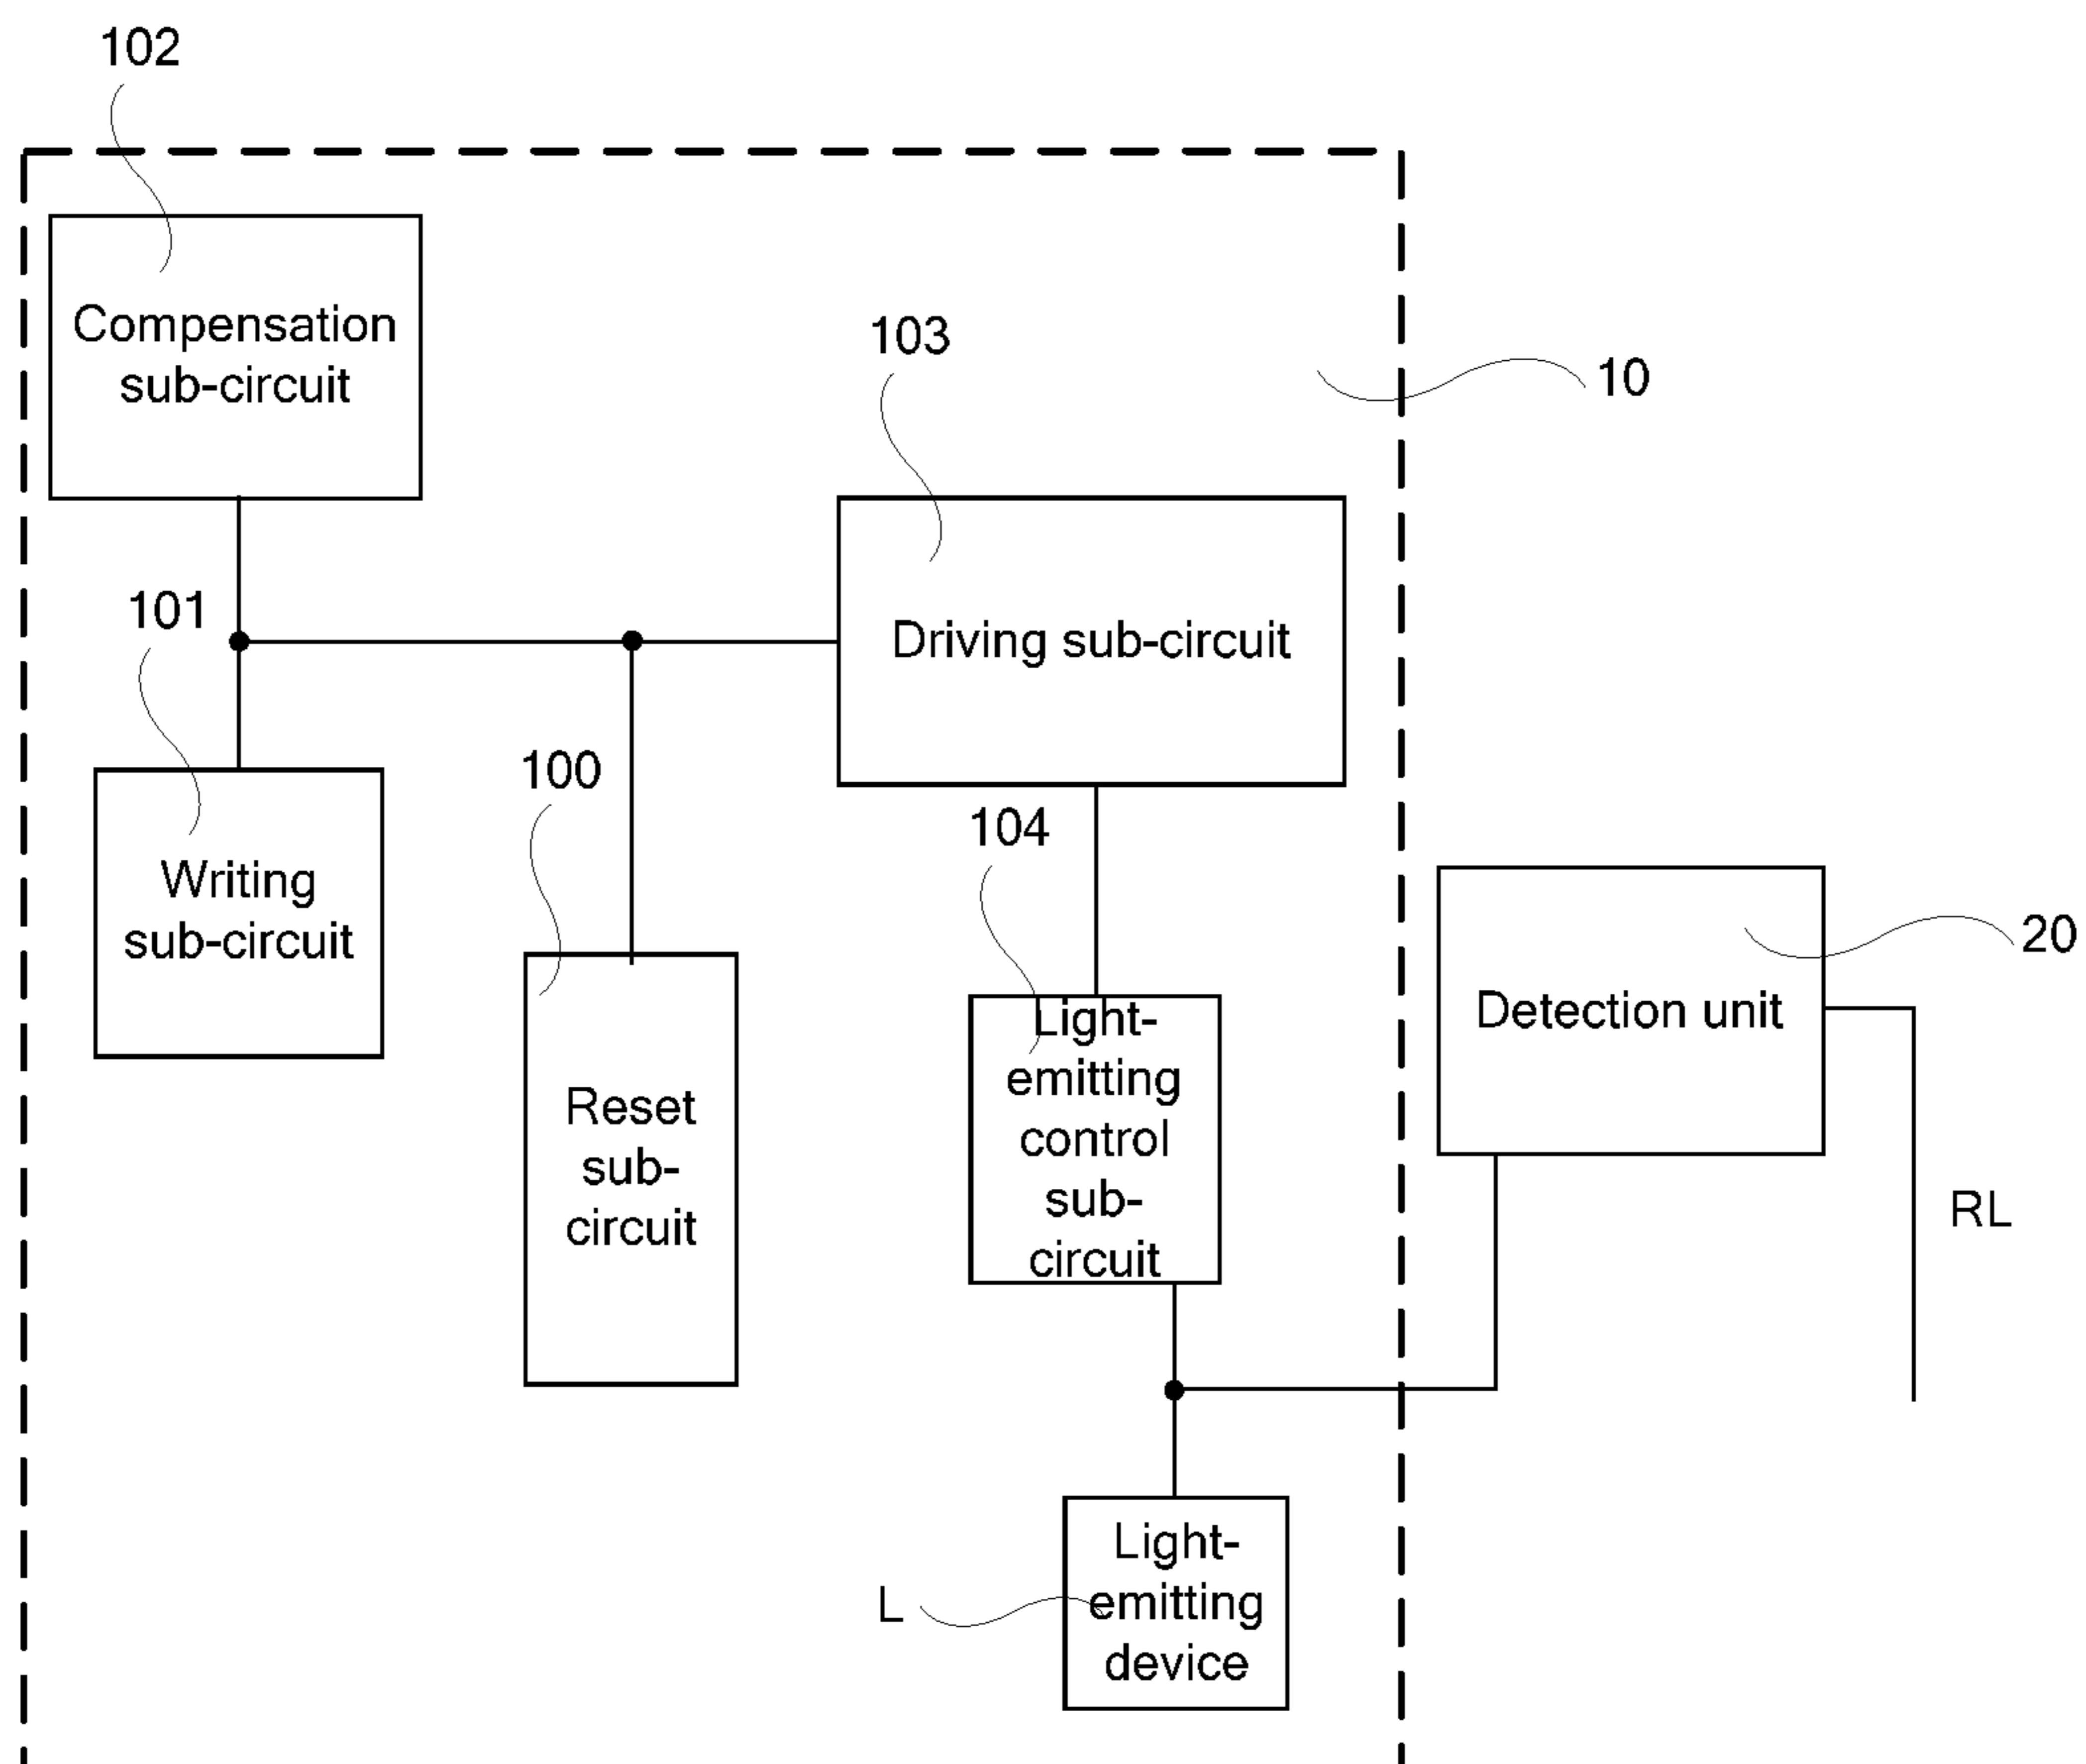 102
Compensation
sub-circuit
103
10
101
Driving sub-circuit
100
104
Writing
sub-circuit
20
Detection unit
Light-
emitting
control
sub-
circuit
Reset
sub-
circuit
RL
L
Light-
emitting
device